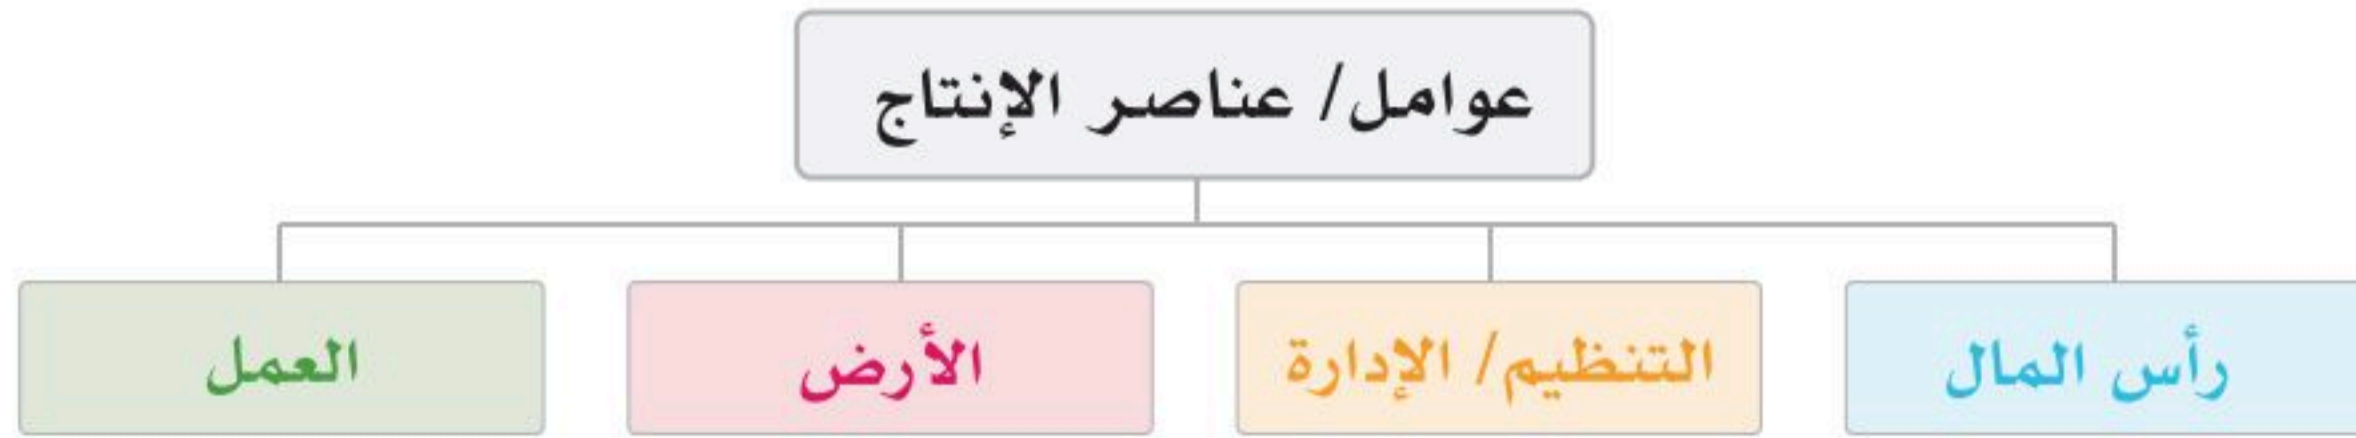 عوامل/ عناصر الإنتاج
رأس المال
التنظيم/ الإدارة
الأرض
العمل